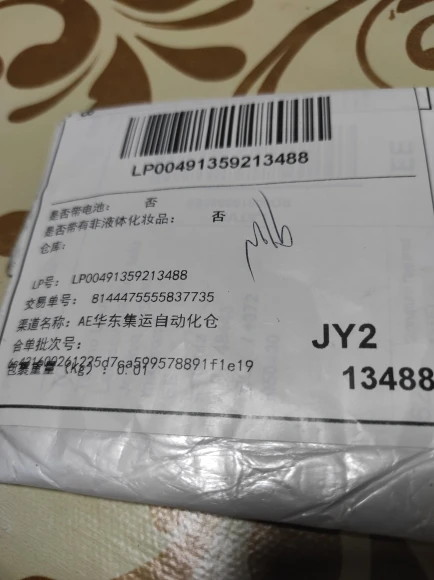 LP00491359213488
是否带电池： 否
是否带有非液体化妆品： 否
仓库：
LP号： LP00491359213488
交易单号： 8144475555837735
渠道名称：AE华东集运自动化仓
JY2
合单批次号：
包裹重量（KG）：0.01
13488